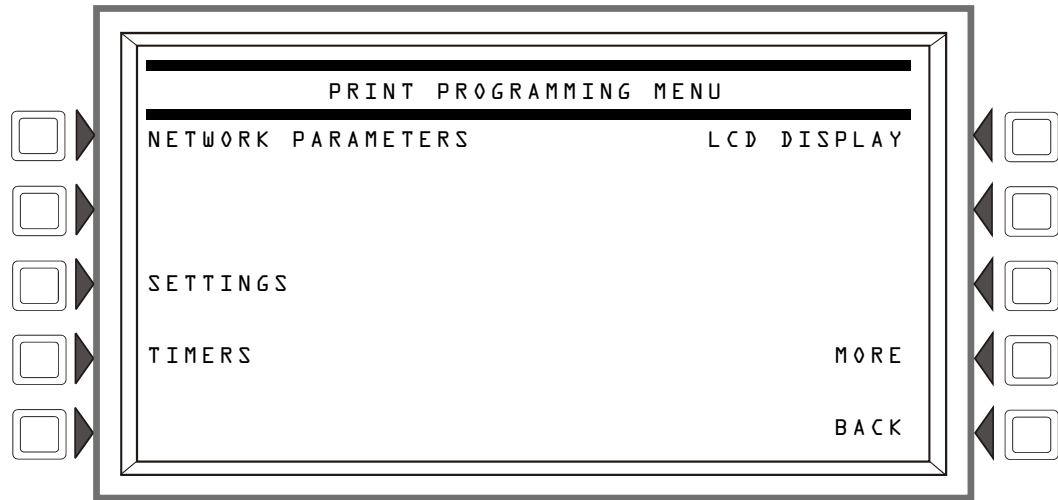 PRINT PROGRAMMING MENU
NETWORK PARAMETERS LCD DISPLAY
SETTINGS
TIMERS MORE
BACK